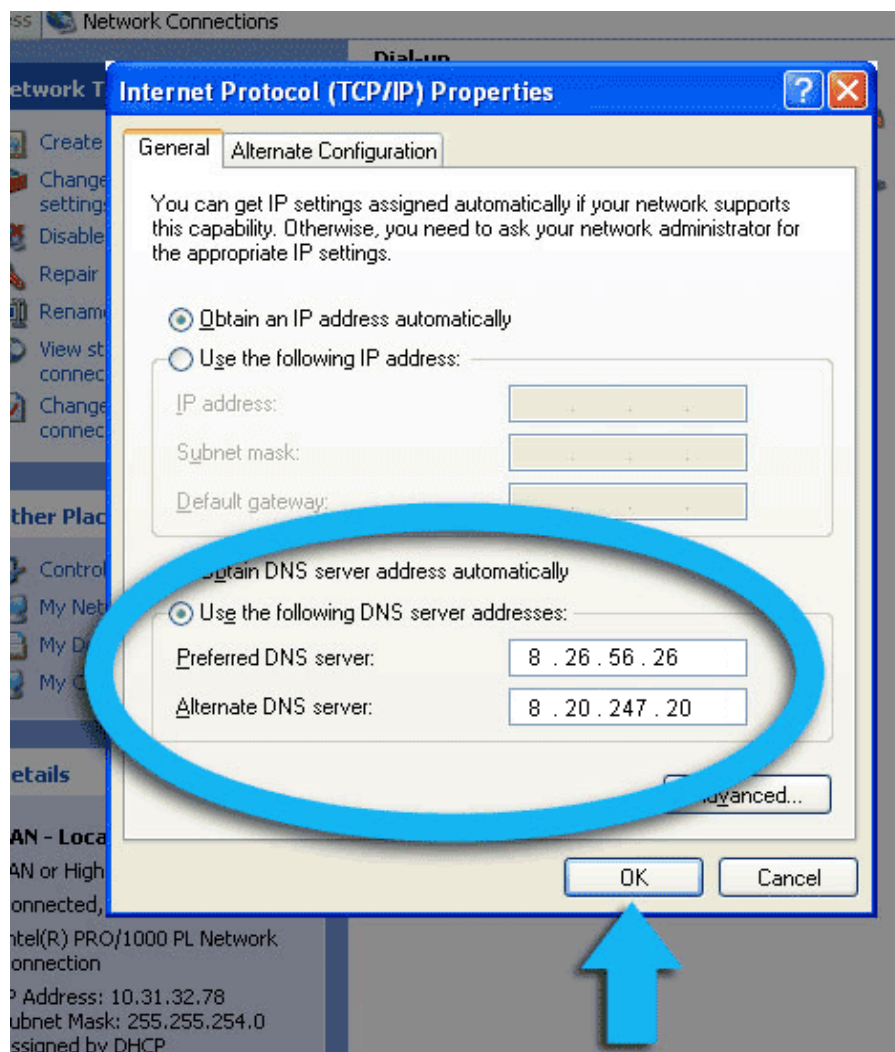 Network Connections
Dial-up
Internet Protocol (TCP/IP) Properties
General
Alternate Configuration
You can get IP settings assigned automatically if your network supports
this capability. Otherwise, you need to ask your network administrator for
the appropriate IP settings.
Obtain an IP address automatically
Use the following IP address:
IP address:
Subnet mask:
Default gateway:
Obtain DNS server address automatically
Use the following DNS server addresses:
Preferred DNS server:
8 . 26 . 56 . 26
Alternate DNS server:
8 . 20 . 247 . 20
Advanced...
OK
Cancel
Create
Change
settings
Disable
Repair
View
connec
Change
connec
Control
My
My
My
AN or High
onnected,
ntel(R) PRO/1000 PL Network
onnection
Address: 10.31.32.78
ubnet Mask: 255.255.254.0
ssigned by DHCP